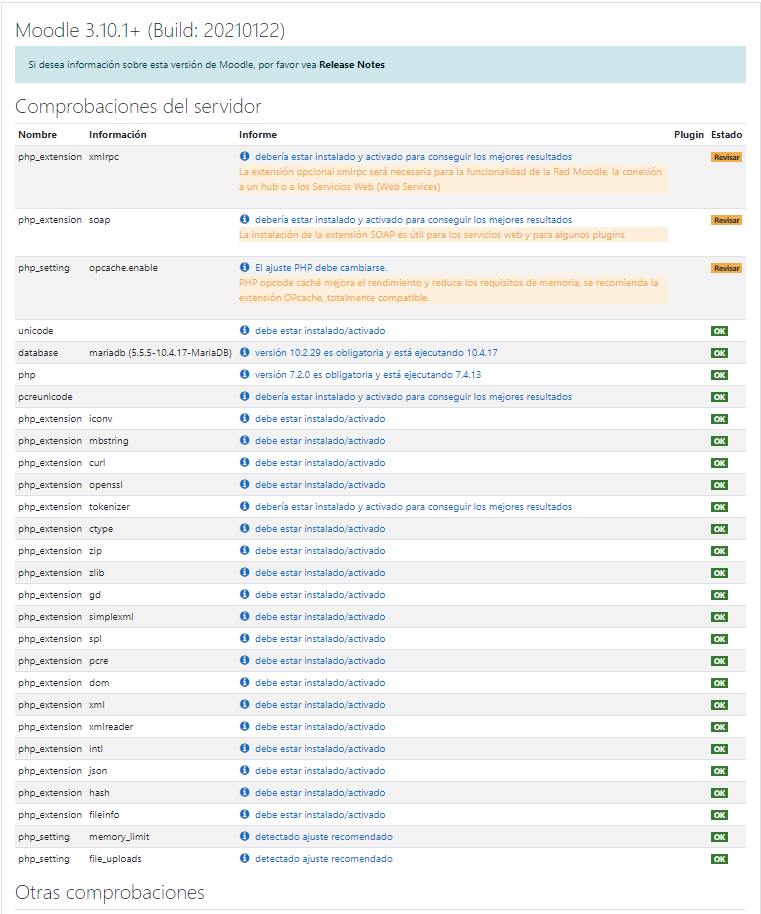 Moodle 3.10.1+ (Build: 20210122)
Si desea información sobre esta versión de Moodle, por favor vea Release Notes
Comprobaciones del servidor
Nombre Información Informe Plugin Estado
php_extension xmlrpc debería estar instalado y activado para conseguir los mejores resultados Revisar
La extensión opcional xmlrpc será necesaria para la funcionalidad de la Red Moodle, la conexión
a un hub o a los Servicios Web (Web Services)
php_extension soap debería estar instalado y activado para conseguir los mejores resultados Revisar
La instalación de la extensión SOAP es útil para los servicios web y para algunos plugins.
php_setting opcache.enable El ajuste PHP debe cambiarse. Revisar
PHP opcode caché mejora el rendimiento y reduce los requisitos de memoria, se recomienda la
extensión OPcache, totalmente compatible.
unicode debe estar instalado/activado OK
database mariadb (5.5.5-10.4.17-MariaDB) versión 10.2.29 es obligatoria y está ejecutando 10.4.17 OK
php versión 7.2.0 es obligatoria y está ejecutando 7.4.13 OK
pcreunicode debería estar instalado y activado para conseguir los mejores resultados OK
php_extension iconv debe estar instalado/activado OK
php_extension mbstring debe estar instalado/activado OK
php_extension curl debe estar instalado/activado OK
php_extension openssl debe estar instalado/activado OK
php_extension tokenizer debería estar instalado y activado para conseguir los mejores resultados OK
php_extension ctype debe estar instalado/activado OK
php_extension zip debe estar instalado/activado OK
php_extension zlib debe estar instalado/activado OK
php_extension gd debe estar instalado/activado OK
php_extension simplexml debe estar instalado/activado OK
php_extension spl debe estar instalado/activado OK
php_extension pcre debe estar instalado/activado OK
php_extension dom debe estar instalado/activado OK
php_extension xml debe estar instalado/activado OK
php_extension xmlreader debe estar instalado/activado OK
php_extension intl debe estar instalado/activado OK
php_extension json debe estar instalado/activado OK
php_extension hash debe estar instalado/activado OK
php_extension fileinfo debe estar instalado/activado OK
php_setting memory_limit detectado ajuste recomendado OK
php_setting file_uploads detectado ajuste recomendado OK
Otras comprobaciones